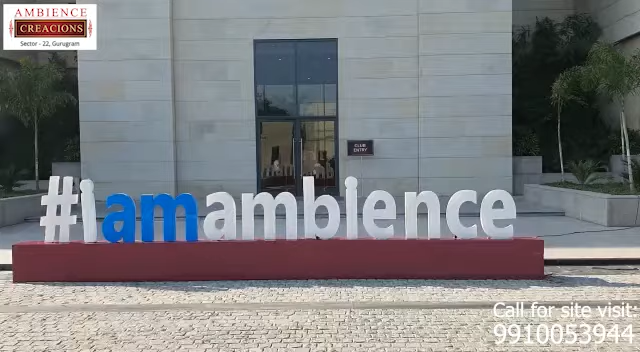 AMBIENCE
CREACIONS
Sector - 22, Gurugram
CLUB
ENTRY
#iamambience
Call for site visit:
9910053944